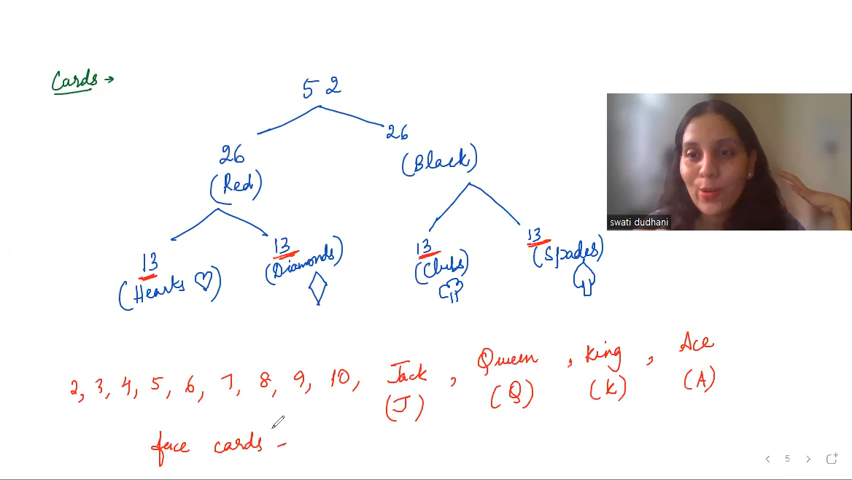 Cards →
52
26
26
(Red)
(Black)
13
13
13
13
(Hearts ♡)
(Diamonds)
(Clubs)
(Spades)
swati dudhani
2, 3, 4, 5, 6, 7, 8, 9, 10, Jack, Queen, King, Ace
(J) (Q) (K) (A)
face cards -
5